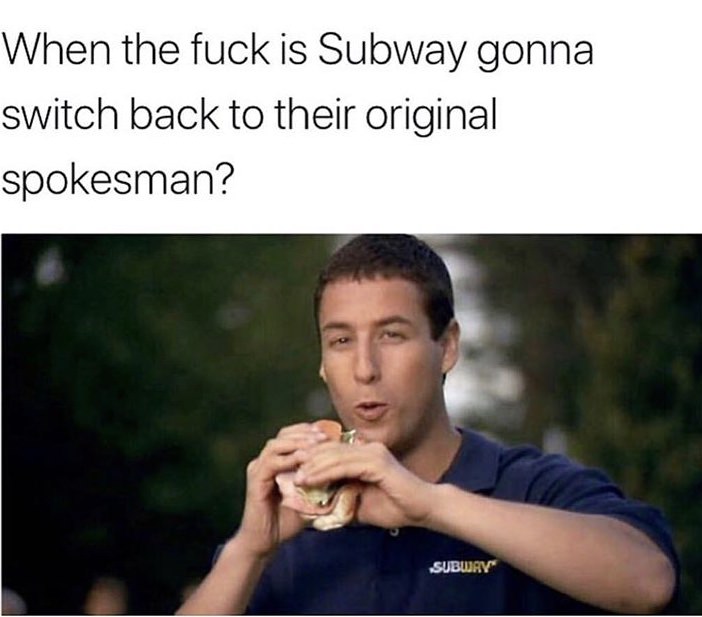 When the fuck is Subway gonna
switch back to their original
spokesman?
SUBWAY